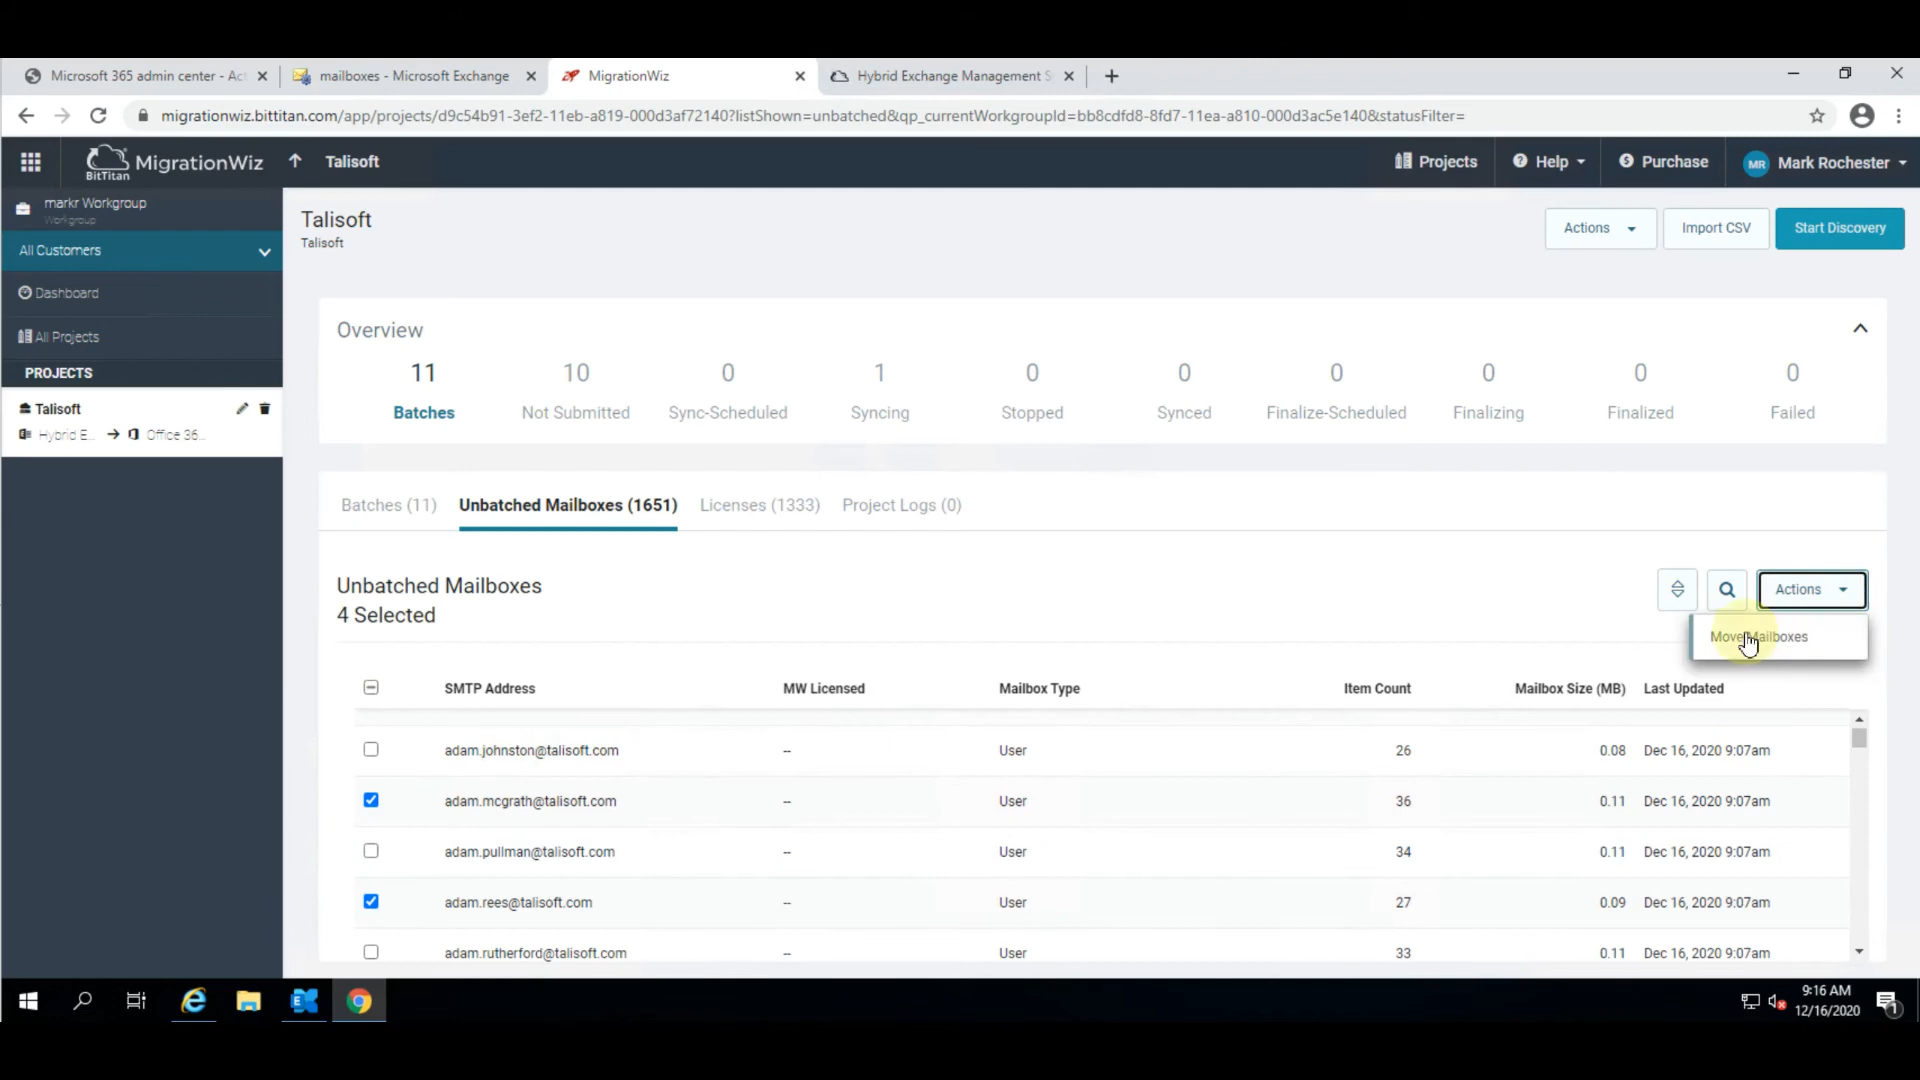 Microsoft 365 admin center - Act
mailboxes - Microsoft Exchange
MigrationWiz
Hybrid Exchange Management S
migrationwiz.bittitan.com/app/projects/d9c54b91-3ef2-11eb-a819-000d3af72140?listShown=unbatched&qp_currentWorkgroupId=bb8cdfd8-8fd7-11ea-a810-000d3ac5e140&statusFilter=
BitTitan MigrationWiz
Talisoft
Projects
Help
Purchase
MR Mark Rochester
markr Workgroup
Workgroup
All Customers
Dashboard
All Projects
PROJECTS
Talisoft
Hybrid E... Office 36...
Talisoft
Talisoft
Actions
Import CSV
Start Discovery
Overview
11 10 0 1 0 0 0 0 0 0
Batches Not Submitted Sync-Scheduled Syncing Stopped Synced Finalize-Scheduled Finalizing Finalized Failed
Batches (11) Unbatched Mailboxes (1651) Licenses (1333) Project Logs (0)
Unbatched Mailboxes
4 Selected
Actions
Move Mailboxes
SMTP Address MW Licensed Mailbox Type Item Count Mailbox Size (MB) Last Updated
adam.johnston@talisoft.com -- User 26 0.08 Dec 16, 2020 9:07am
adam.mcgrath@talisoft.com -- User 36 0.11 Dec 16, 2020 9:07am
adam.pullman@talisoft.com -- User 34 0.11 Dec 16, 2020 9:07am
adam.rees@talisoft.com -- User 27 0.09 Dec 16, 2020 9:07am
adam.rutherford@talisoft.com -- User 33 0.11 Dec 16, 2020 9:07am
9:16 AM
12/16/2020
1